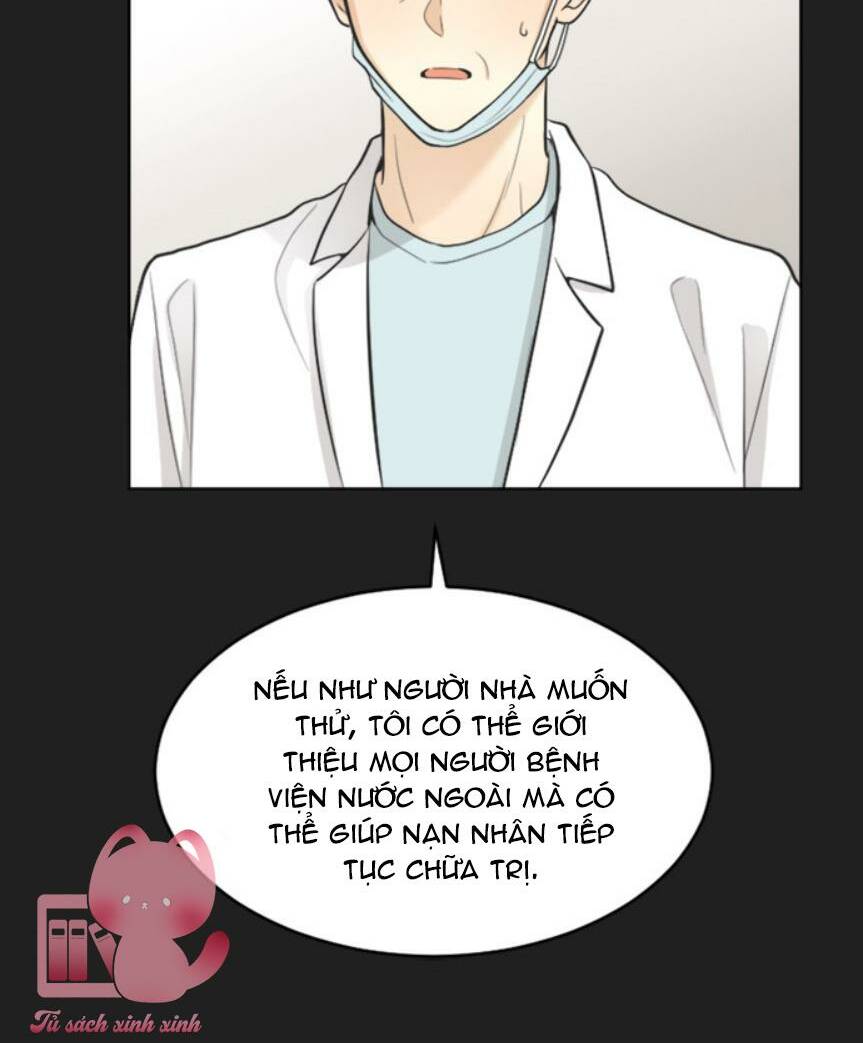 NẾU NHƯ NGƯỜI NHÀ MUỐN
THỬ, TÔI CÓ THỂ GIỚI
THIỆU MỌI NGƯỜI BỆNH
VIỆN NƯỚC NGOÀI MÀ CÓ
THỂ GIÚP NẠN NHÂN TIẾP
TỤC CHỮA TRỊ.
Tủ sách xinh xinh